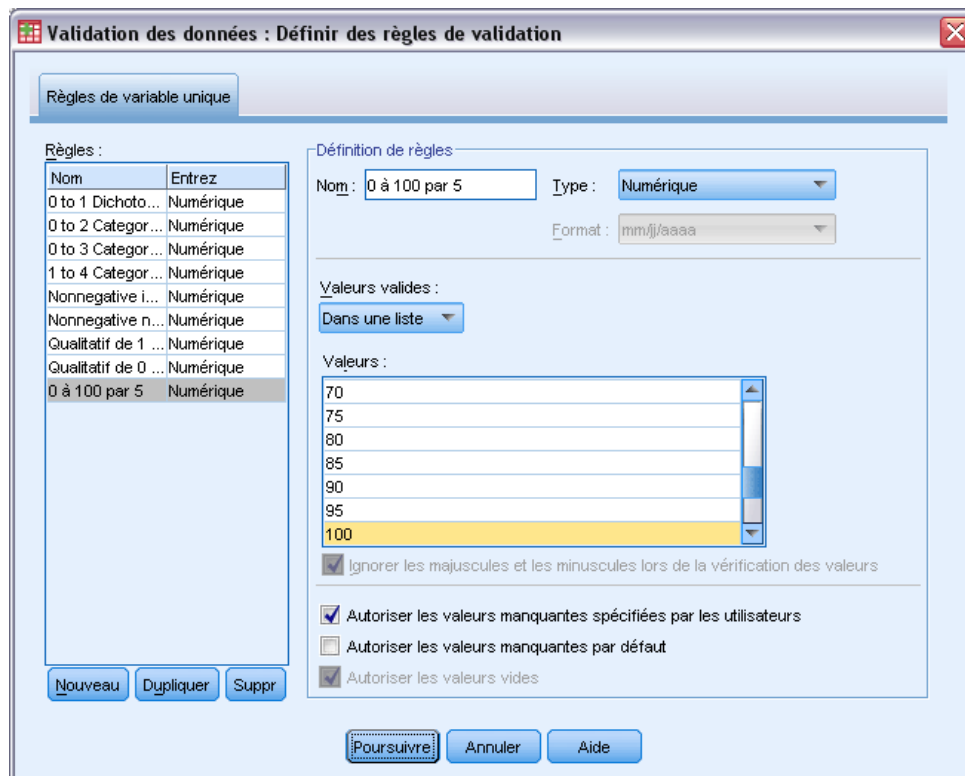 Validation des données : Définir des règles de validation
Règles de variable unique
Règles :
Nom Entrez
0 to 1 Dichoto... Numérique
0 to 2 Categor... Numérique
0 to 3 Categor... Numérique
1 to 4 Categor... Numérique
Nonnegative i... Numérique
Nonnegative n... Numérique
Qualitatif de 1 ... Numérique
Qualitatif de 0 ... Numérique
0 à 100 par 5 Numérique
Nouveau Dupliquer Suppr
Définition de règles
Nom : 0 à 100 par 5 Type : Numérique
Format : mm/jj/aaaa
Valeurs valides :
Dans une liste
Valeurs :
70
75
80
85
90
95
100
Ignorer les majuscules et les minuscules lors de la vérification des valeurs
Autoriser les valeurs manquantes spécifiées par les utilisateurs
Autoriser les valeurs manquantes par défaut
Autoriser les valeurs vides
Poursuivre Annuler Aide